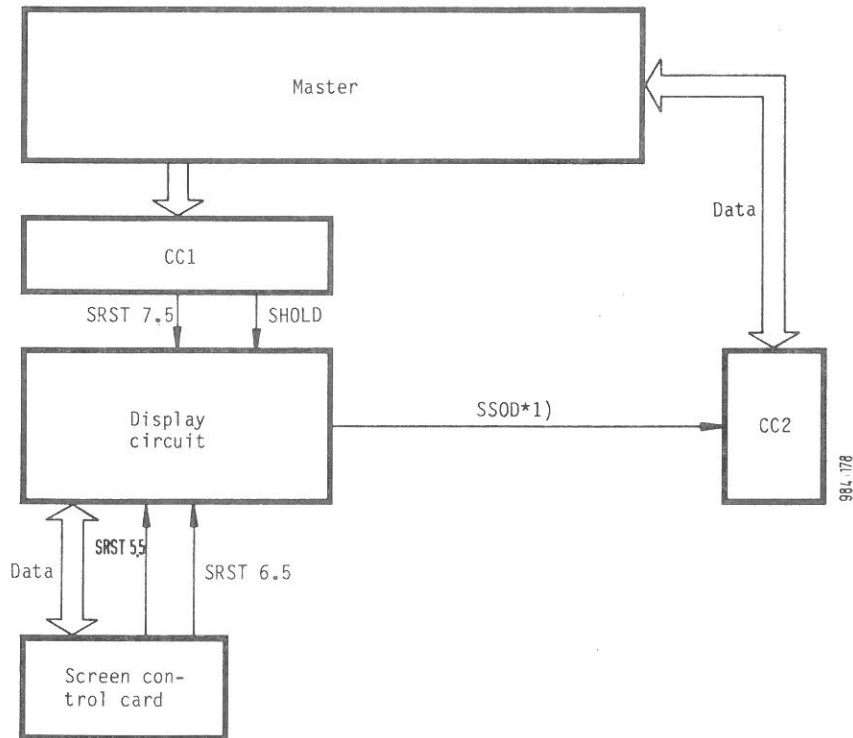 Master
Data
CC1
SRST 7.5
SHOLD
Display
circuit
SSOD*1)
CC2
984-178
Data
SRST 5.5
SRST 6.5
Screen con-
trol card